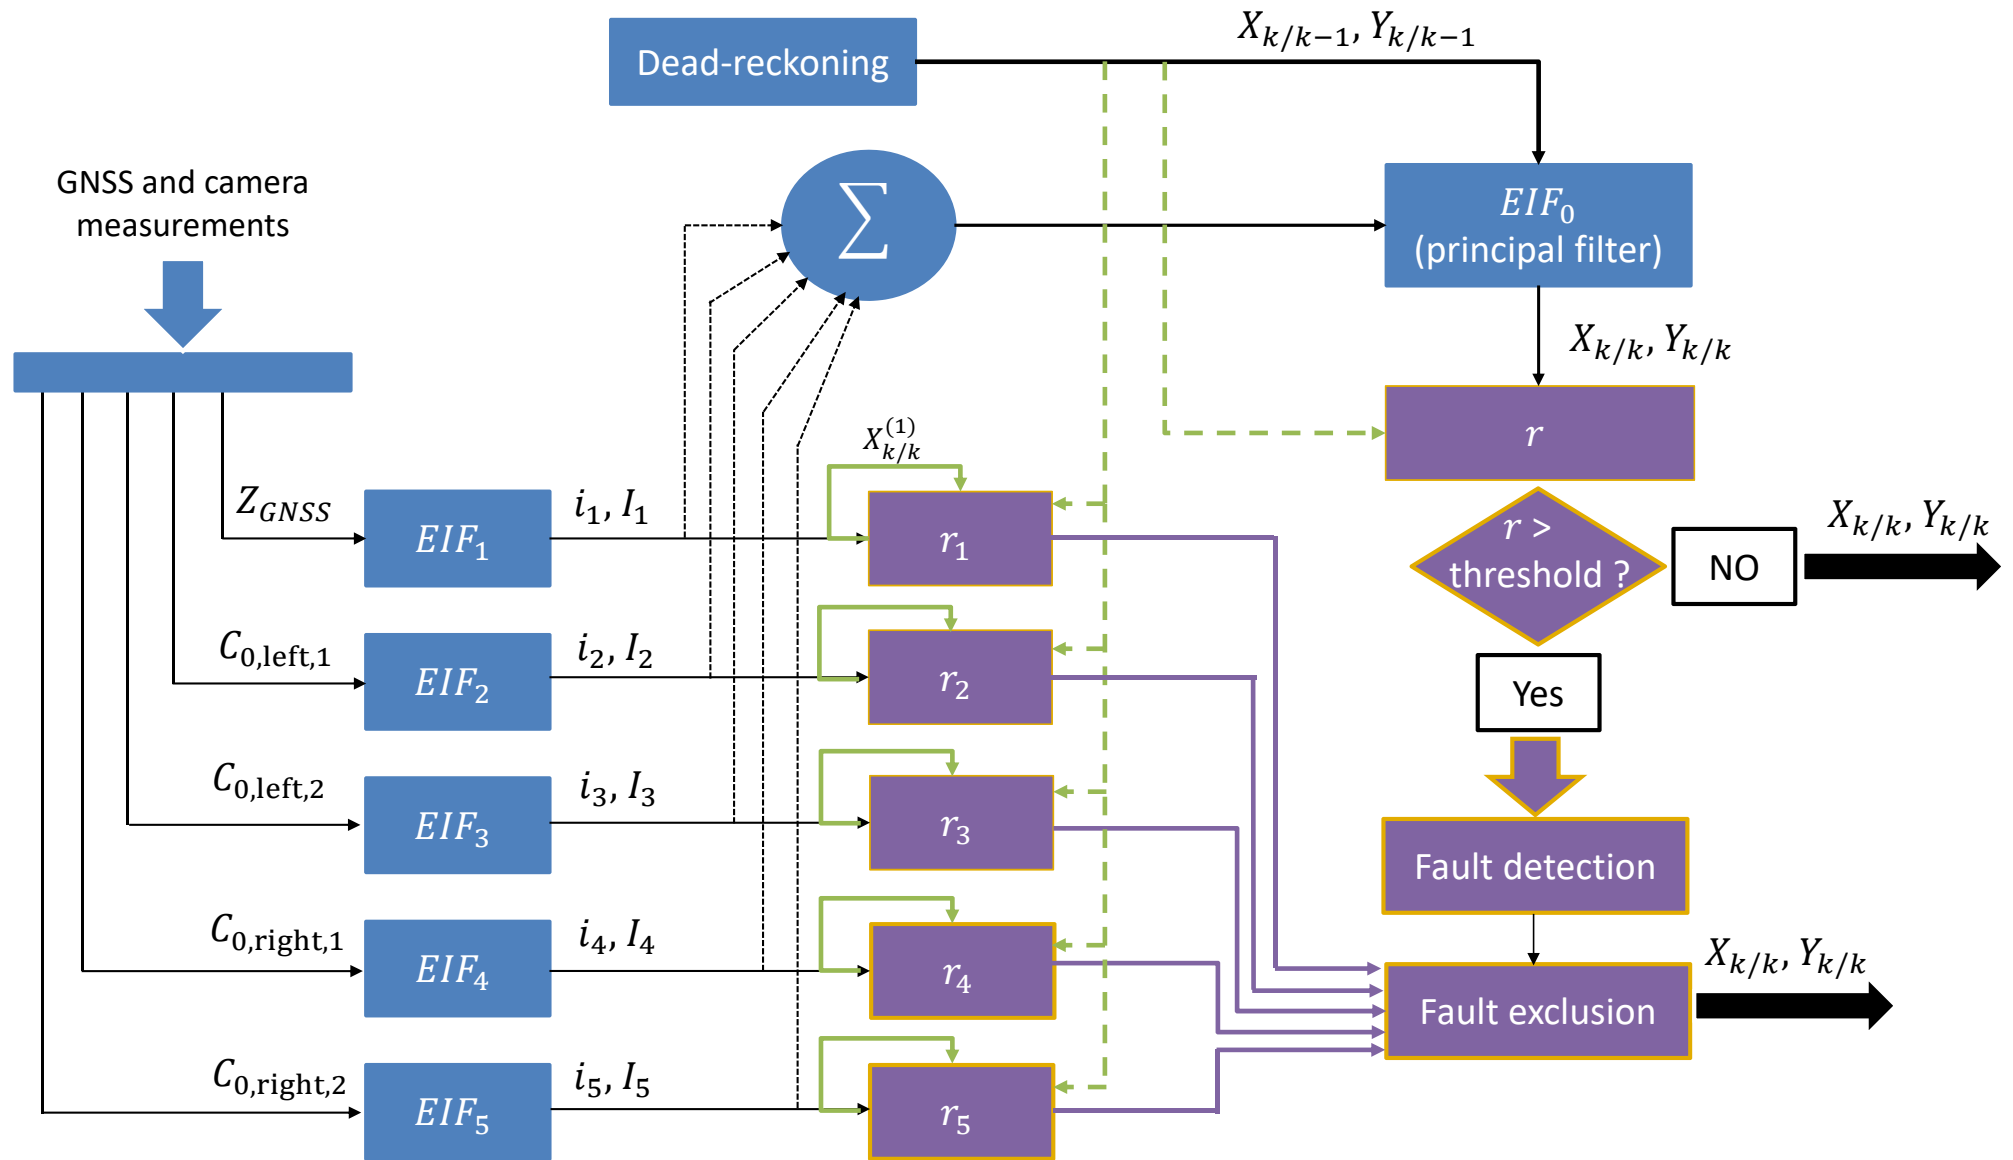 Dead-reckoning
X_{k/k−1}, Y_{k/k−1}
GNSS and camera
measurements
∑
EIF_0
(principal filter)
X_{k/k}, Y_{k/k}
r
X_{k/k}^{(1)}
Z_{GNSS}
EIF_1
i_1, I_1
r_1
r >
threshold ?
NO
X_{k/k}, Y_{k/k}
C_{0,left,1}
EIF_2
i_2, I_2
r_2
Yes
C_{0,left,2}
EIF_3
i_3, I_3
r_3
Fault detection
C_{0,right,1}
EIF_4
i_4, I_4
r_4
Fault exclusion
X_{k/k}, Y_{k/k}
C_{0,right,2}
EIF_5
i_5, I_5
r_5